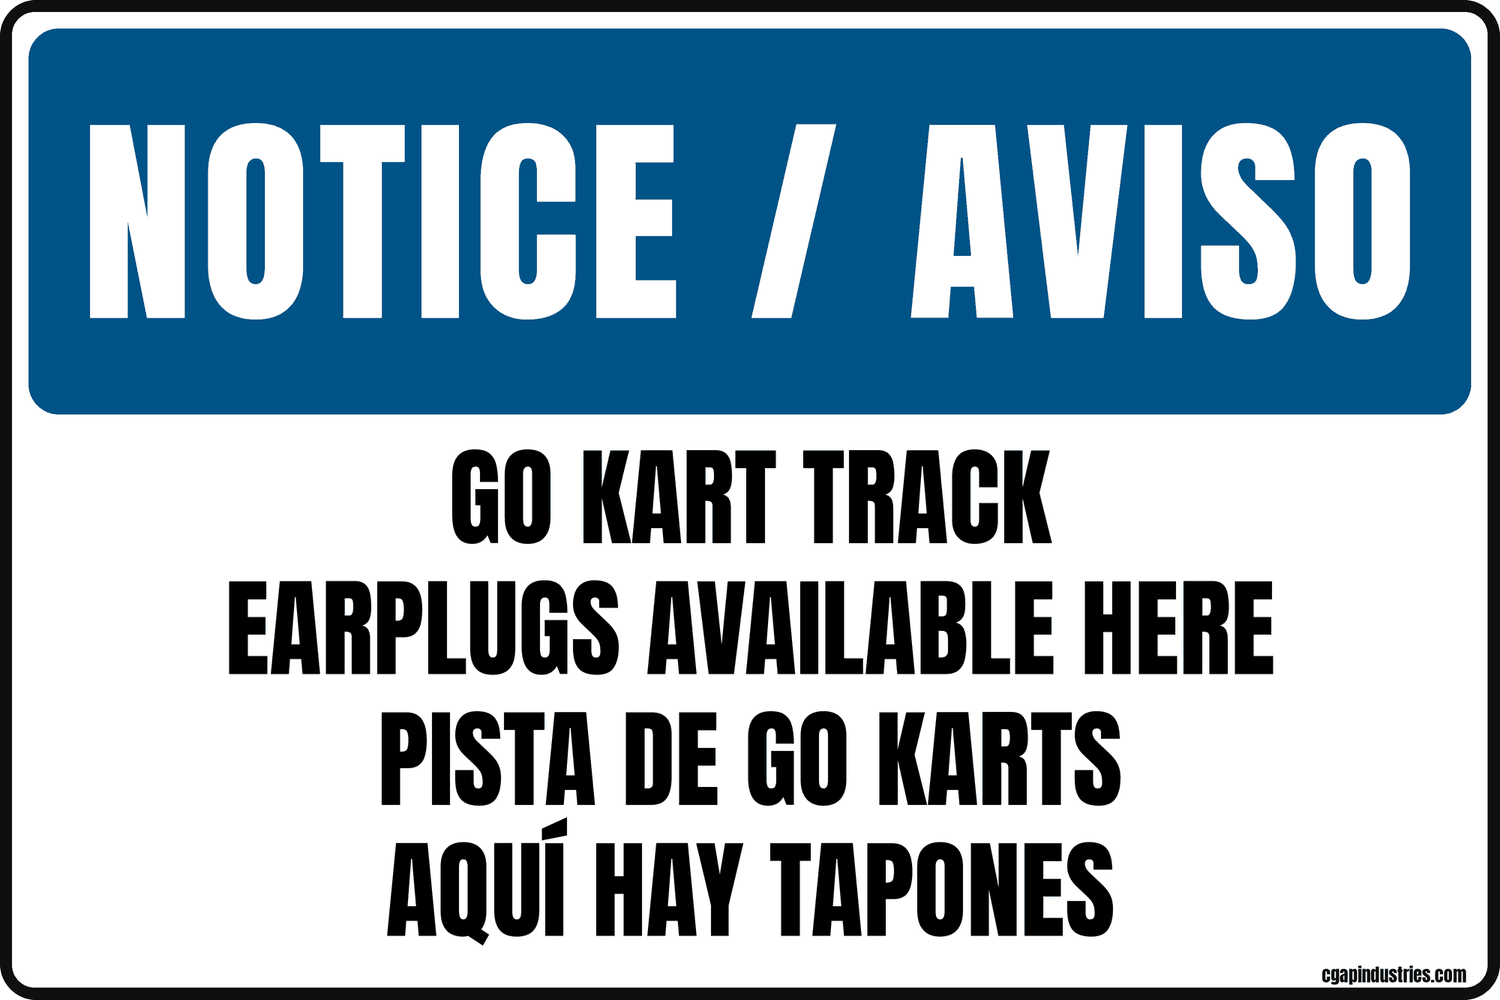 NOTICE / AVISO
GO KART TRACK
EARPLUGS AVAILABLE HERE
PISTA DE GO KARTS
AQUÍ HAY TAPONES
cgapindustries.com